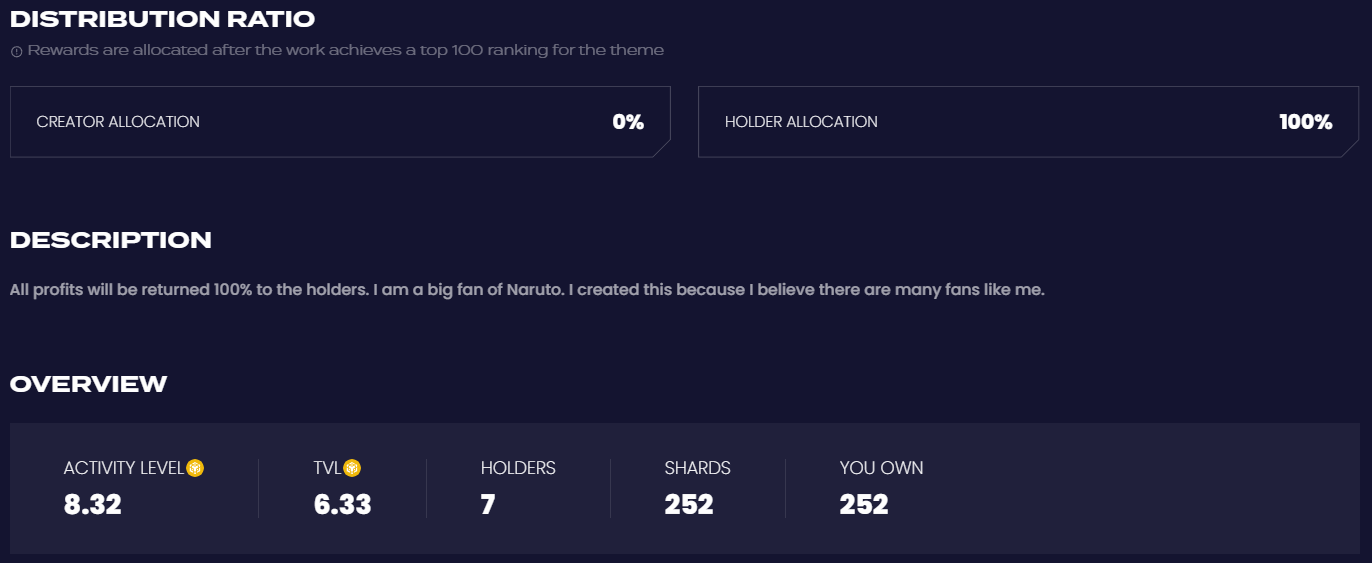 DISTRIBUTION RATIO
Rewards are allocated after the work achieves a top 100 ranking for the theme
CREATOR ALLOCATION 0% HOLDER ALLOCATION 100%
DESCRIPTION
All profits will be returned 100% to the holders. I am a big fan of Naruto. I created this because I believe there are many fans like me.
OVERVIEW
ACTIVITY LEVEL TVL HOLDERS SHARDS YOU OWN
8.32 6.33 7 252 252